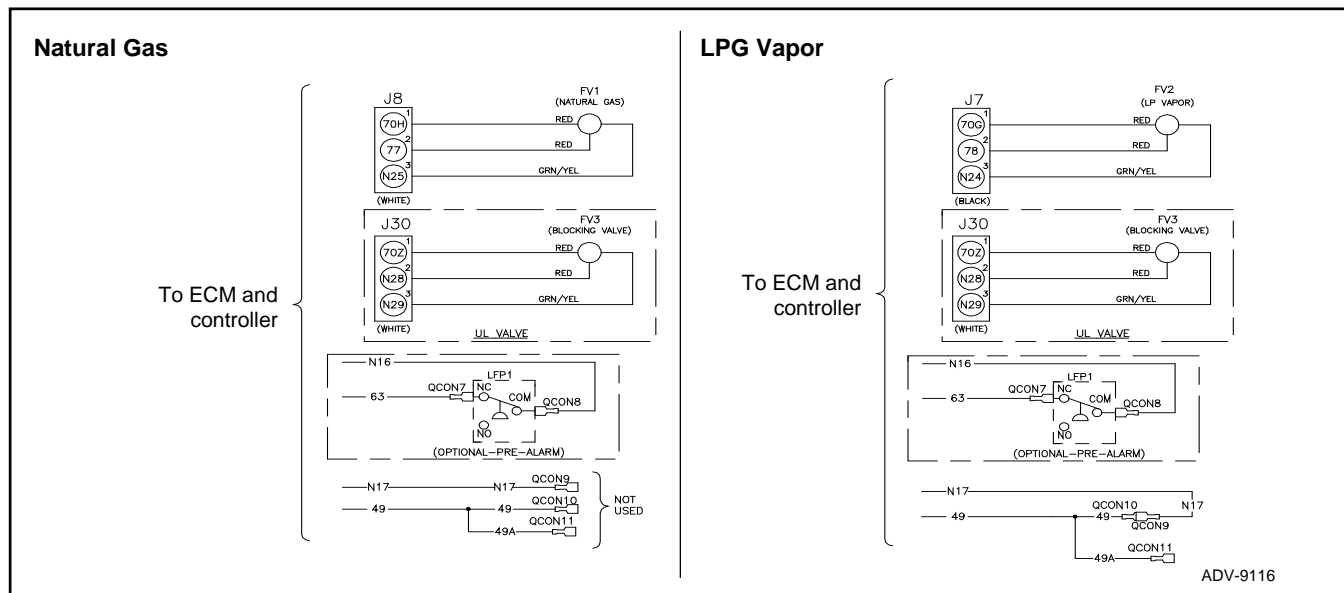 Natural Gas
J8
FV1
(NATURAL GAS)
70H 1 RED
77 2 RED
N25 3 GRN/YEL
(WHITE)
J30
FV3
(BLOCKING VALVE)
70Z 1 RED
N28 2 RED
N29 3 GRN/YEL
(WHITE)
UL VALVE
To ECM and
controller
N16
LFP1
63 QCON7 NC COM QCON8
NO
(OPTIONAL-PRE-ALARM)
N17 N17 QCON9
49 49 QCON10
49A QCON11
NOT
USED
LPG Vapor
J7
FV2
(LP VAPOR)
70G 1 RED
78 2 RED
N24 3 GRN/YEL
(BLACK)
J30
FV3
(BLOCKING VALVE)
70Z 1 RED
N28 2 RED
N29 3 GRN/YEL
(WHITE)
UL VALVE
To ECM and
controller
N16
LFP1
63 QCON7 NC COM QCON8
NO
(OPTIONAL-PRE-ALARM)
N17
QCON10 N17
49 49 QCON9
49A QCON11
ADV-9116